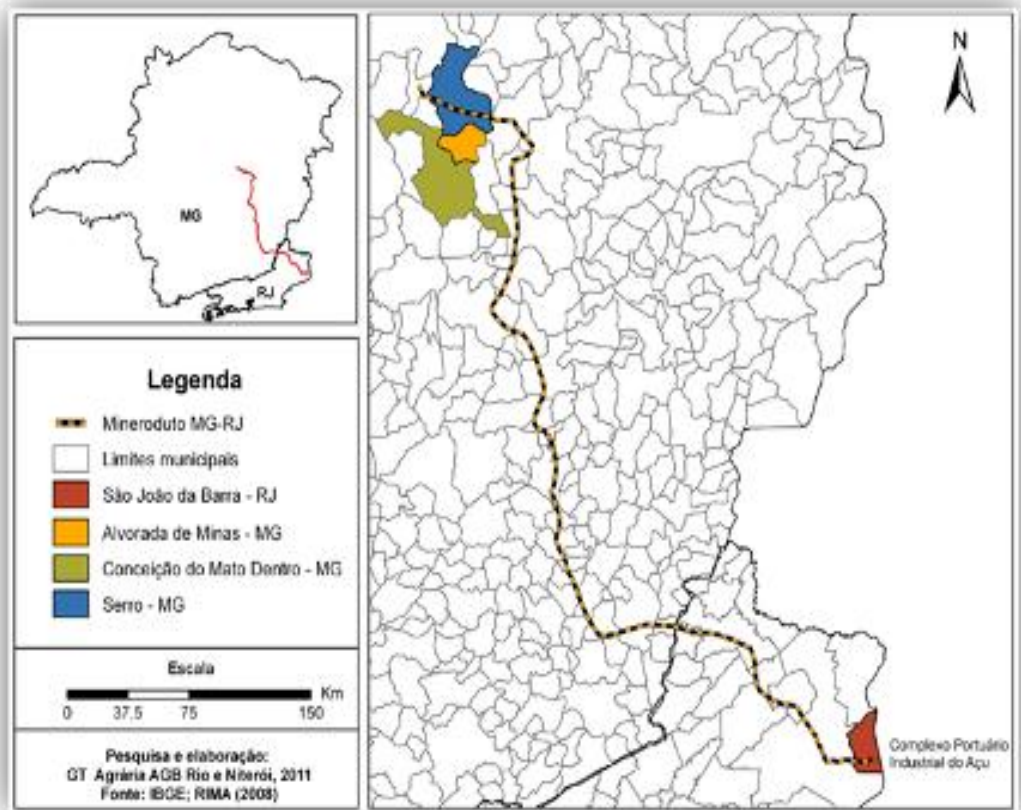 MG
RJ
N
Legenda
Mineroduto MG-RJ
Limites municipais
São João da Barra - RJ
Alvorada de Minas - MG
Conceição do Mato Dentro - MG
Serro - MG
Escala
Km
0 37.5 75 150
Pesquisa e elaboração:
GT Agrária AGB Rio e Niterói, 2011
Fonte: IBGE; RIMA (2008)
Complexo Portuário
Industrial do Açu